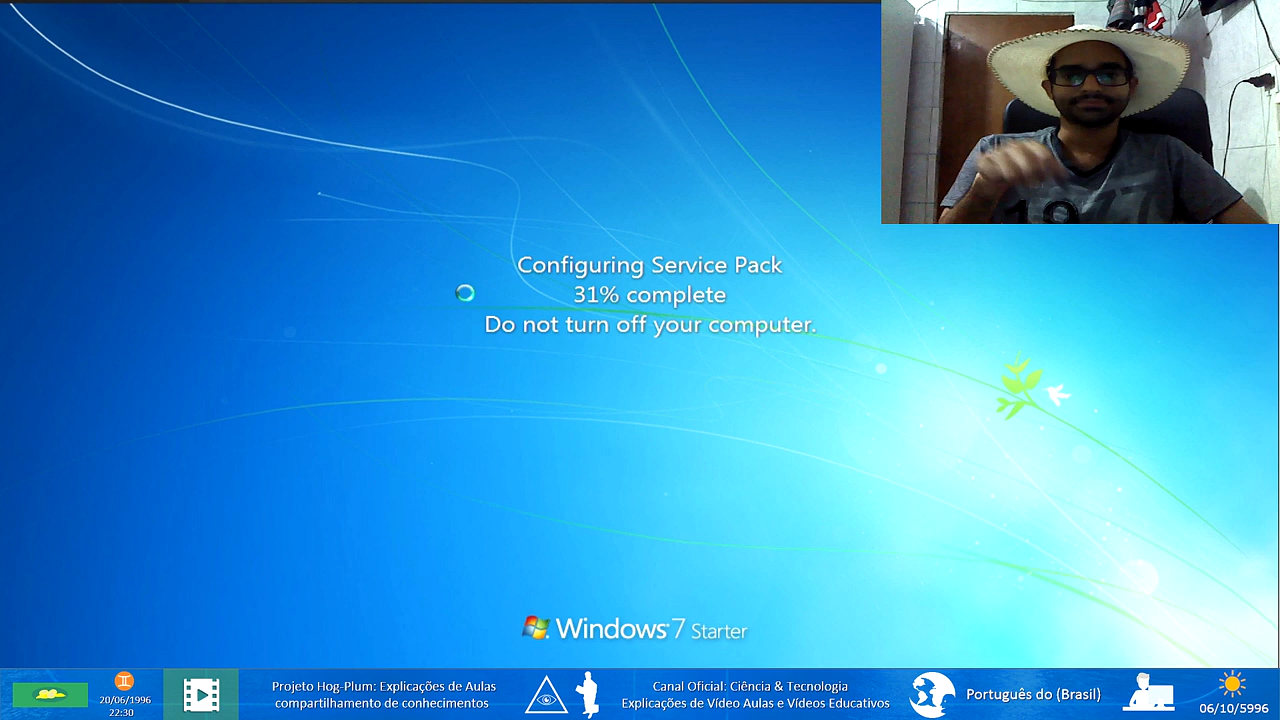 Configuring Service Pack
31% complete
Do not turn off your computer.
Windows 7 Starter
20/06/1996
22:30
Projeto Hog-Plum: Explicações de Aulas
compartilhamento de conhecimentos
Canal Oficial: Ciência & Tecnologia
Explicações de Vídeo Aulas e Vídeos Educativos
Português do (Brasil)
06/10/5996